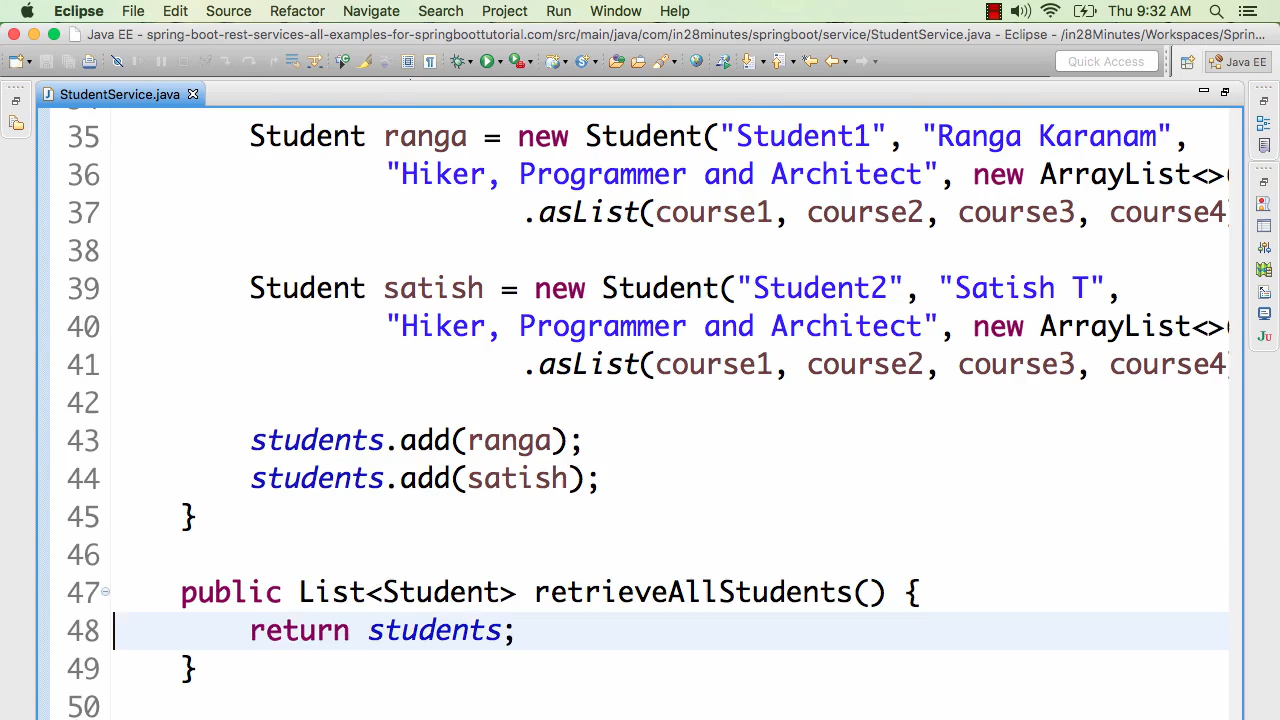 Eclipse File Edit Source Refactor Navigate Search Project Run Window Help Thu 9:32 AM
Java EE - spring-boot-rest-services-all-examples-for-springboottutorial.com/src/main/java/com/in28minutes/springboot/service/StudentService.java - Eclipse - /in28Minutes/Workspaces/Sprin...
Quick Access Java EE
StudentService.java
35 Student ranga = new Student("Student1", "Ranga Karanam",
36 "Hiker, Programmer and Architect", new ArrayList<>(
37 .asList(course1, course2, course3, course4
38
39 Student satish = new Student("Student2", "Satish T",
40 "Hiker, Programmer and Architect", new ArrayList<>(
41 .asList(course1, course2, course3, course4
42
43 students.add(ranga);
44 students.add(satish);
45 }
46
47 public List<Student> retrieveAllStudents() {
48 return students;
49 }
50